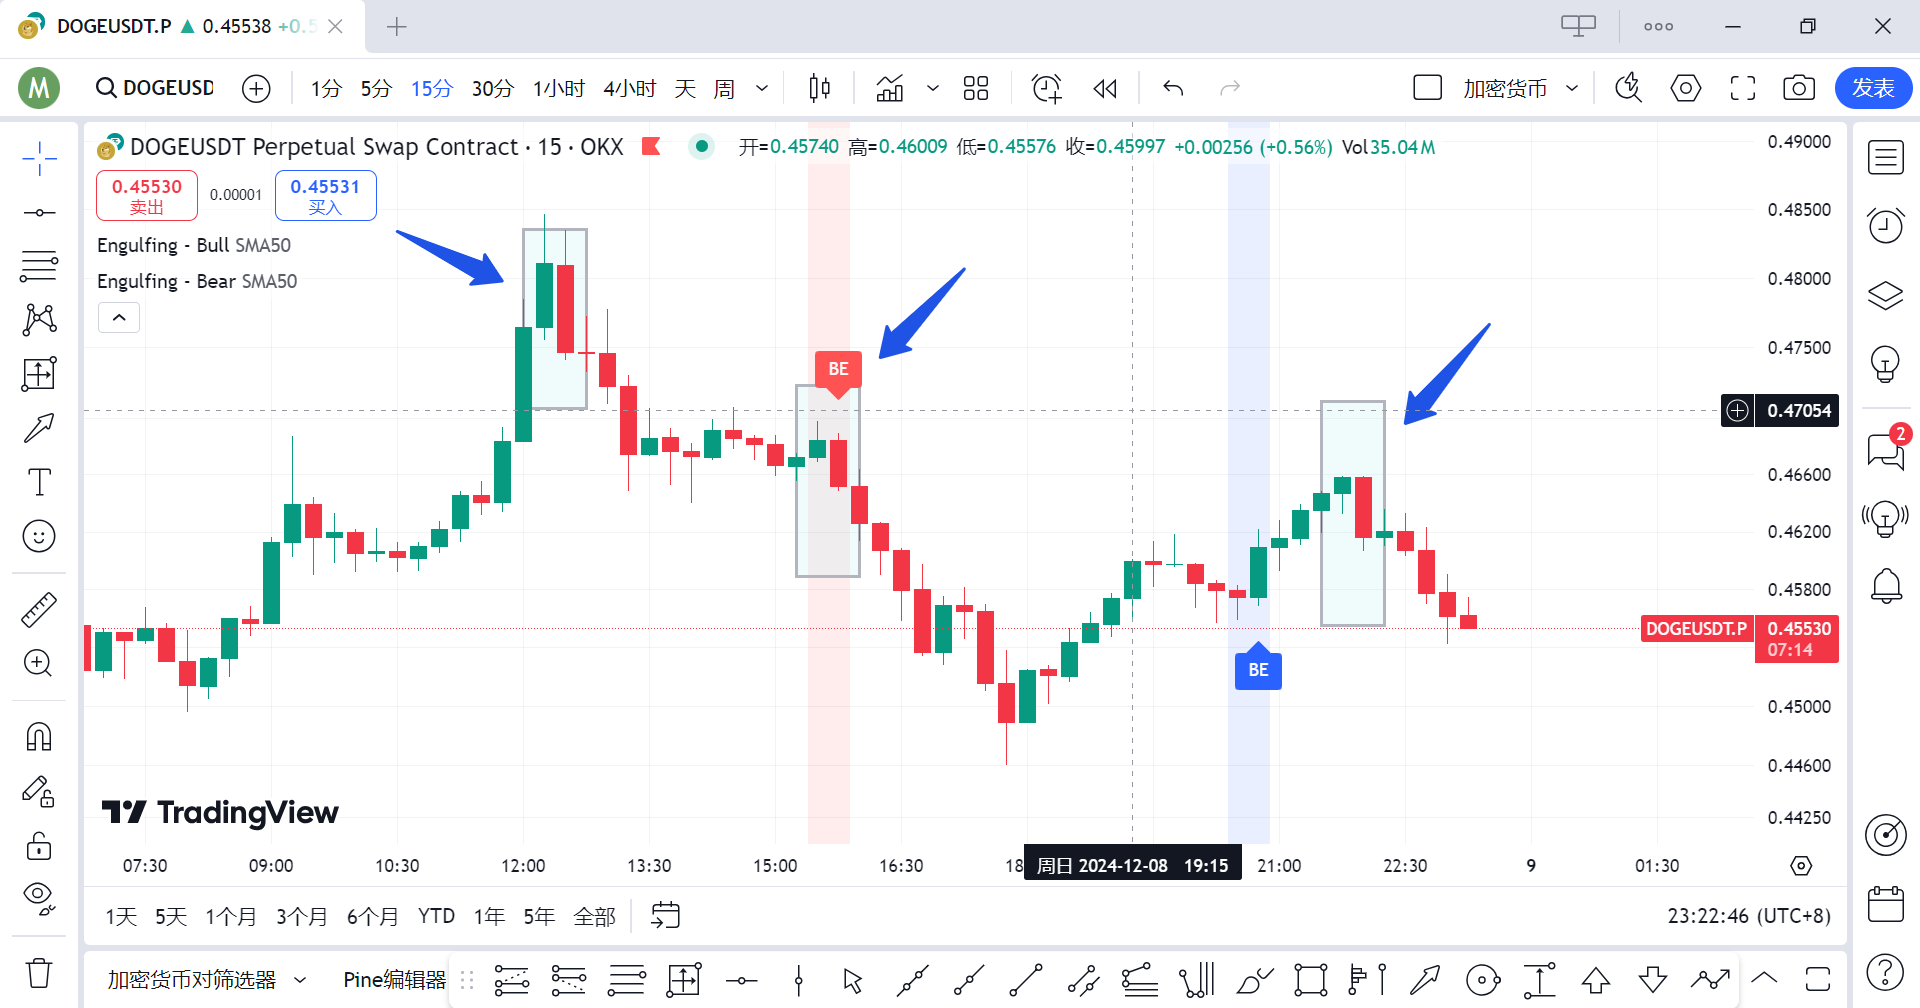 DOGEUSDT.P ▲ 0.45538 +0.5
M DOGEUSD 1分 5分 15分 30分 1小时 4小时 天 周 加密货币 发表
DOGEUSDT Perpetual Swap Contract · 15 · OKX 开=0.45740 高=0.46009 低=0.45576 收=0.45997 +0.00256 (+0.56%) Vol35.04M
0.45530 卖出
0.00001
0.45531 买入
Engulfing - Bull SMA50
Engulfing - Bear SMA50
BE
BE
0.49000
0.48500
0.48000
0.47500
0.47054
0.46600
0.46200
0.45800
DOGEUSDT.P 0.45530
07:14
0.45000
0.44600
0.44250
2
TradingView
07:30 09:00 10:30 12:00 13:30 15:00 16:30 18 周日 2024-12-08 19:15 21:00 22:30 9 01:30
1天 5天 1个月 3个月 6个月 YTD 1年 5年 全部 23:22:46 (UTC+8)
加密货币对筛选器 Pine编辑器